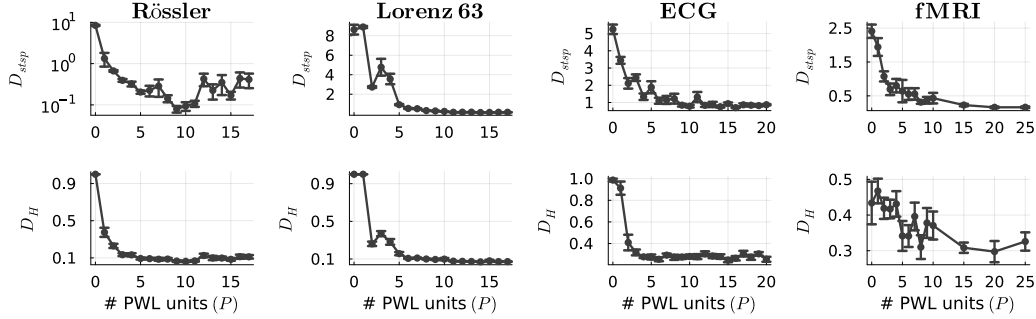 Rössler
Lorenz 63
ECG
fMRI
D_stsp
10^1
10^0
10^-1
0 5 10 15
D_stsp
8
6
4
2
0 5 10 15
D_stsp
5
4
3
2
1
0 5 10 15 20
D_stsp
2.5
1.5
0.5
0 5 10 15 20 25
D_H
0.9
0.5
0.1
0 5 10 15
# PWL units (P)
D_H
0.9
0.5
0.1
0 5 10 15
# PWL units (P)
D_H
1.0
0.8
0.6
0.4
0 5 10 15 20
# PWL units (P)
D_H
0.5
0.4
0.3
0 5 10 15 20 25
# PWL units (P)